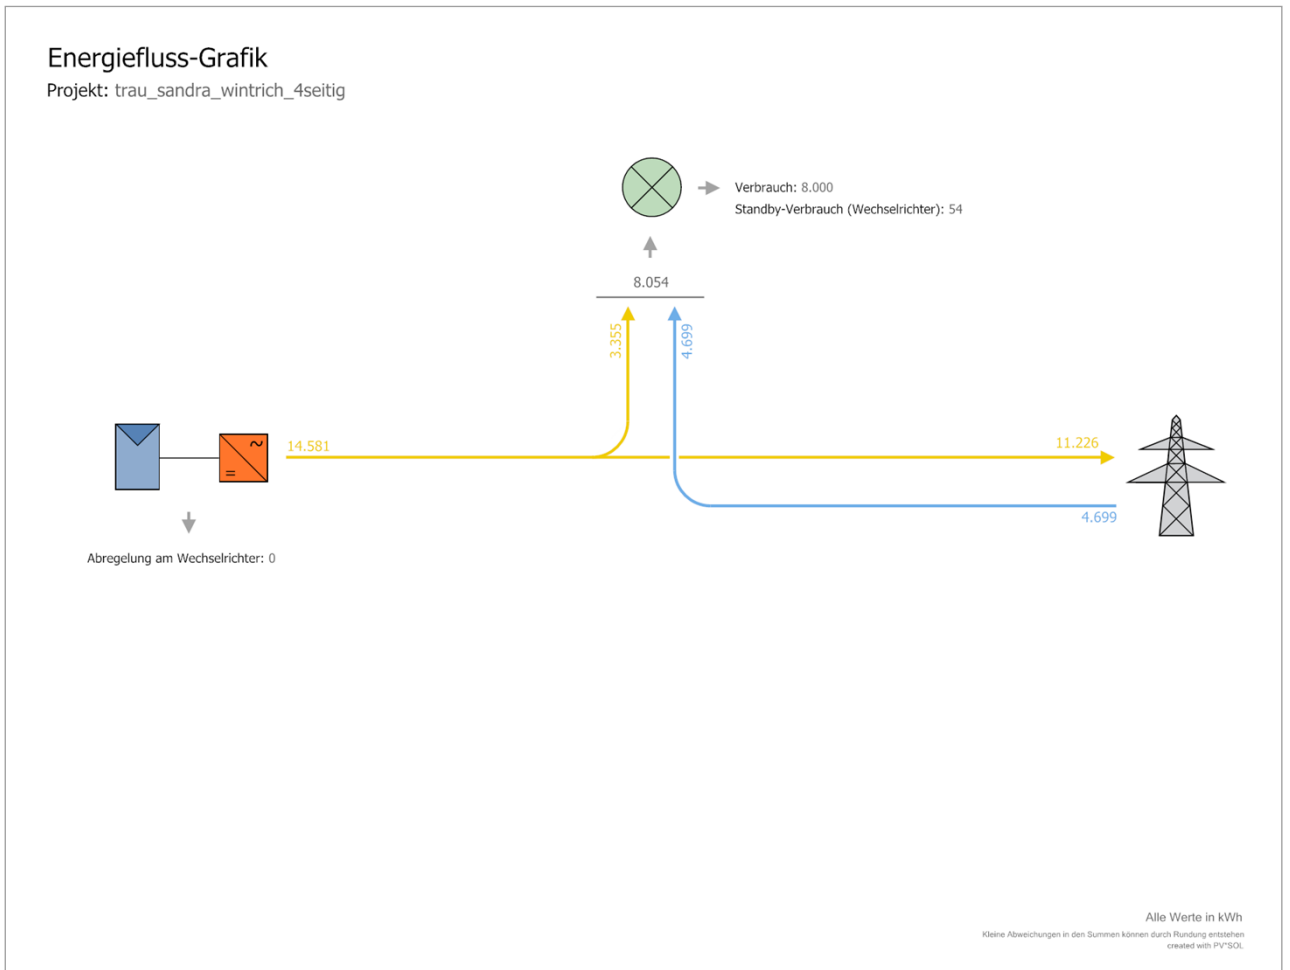 Energiefluss-Grafik
Projekt: trau_sandra_wintrich_4seitig
Verbrauch: 8.000
Standby-Verbrauch (Wechselrichter): 54
8.054
3.355
4.699
14.581
11.226
4.699
Abregelung am Wechselrichter: 0
Alle Werte in kWh
Kleine Abweichungen in den Summen können durch Rundung entstehen
created with PV*SOL